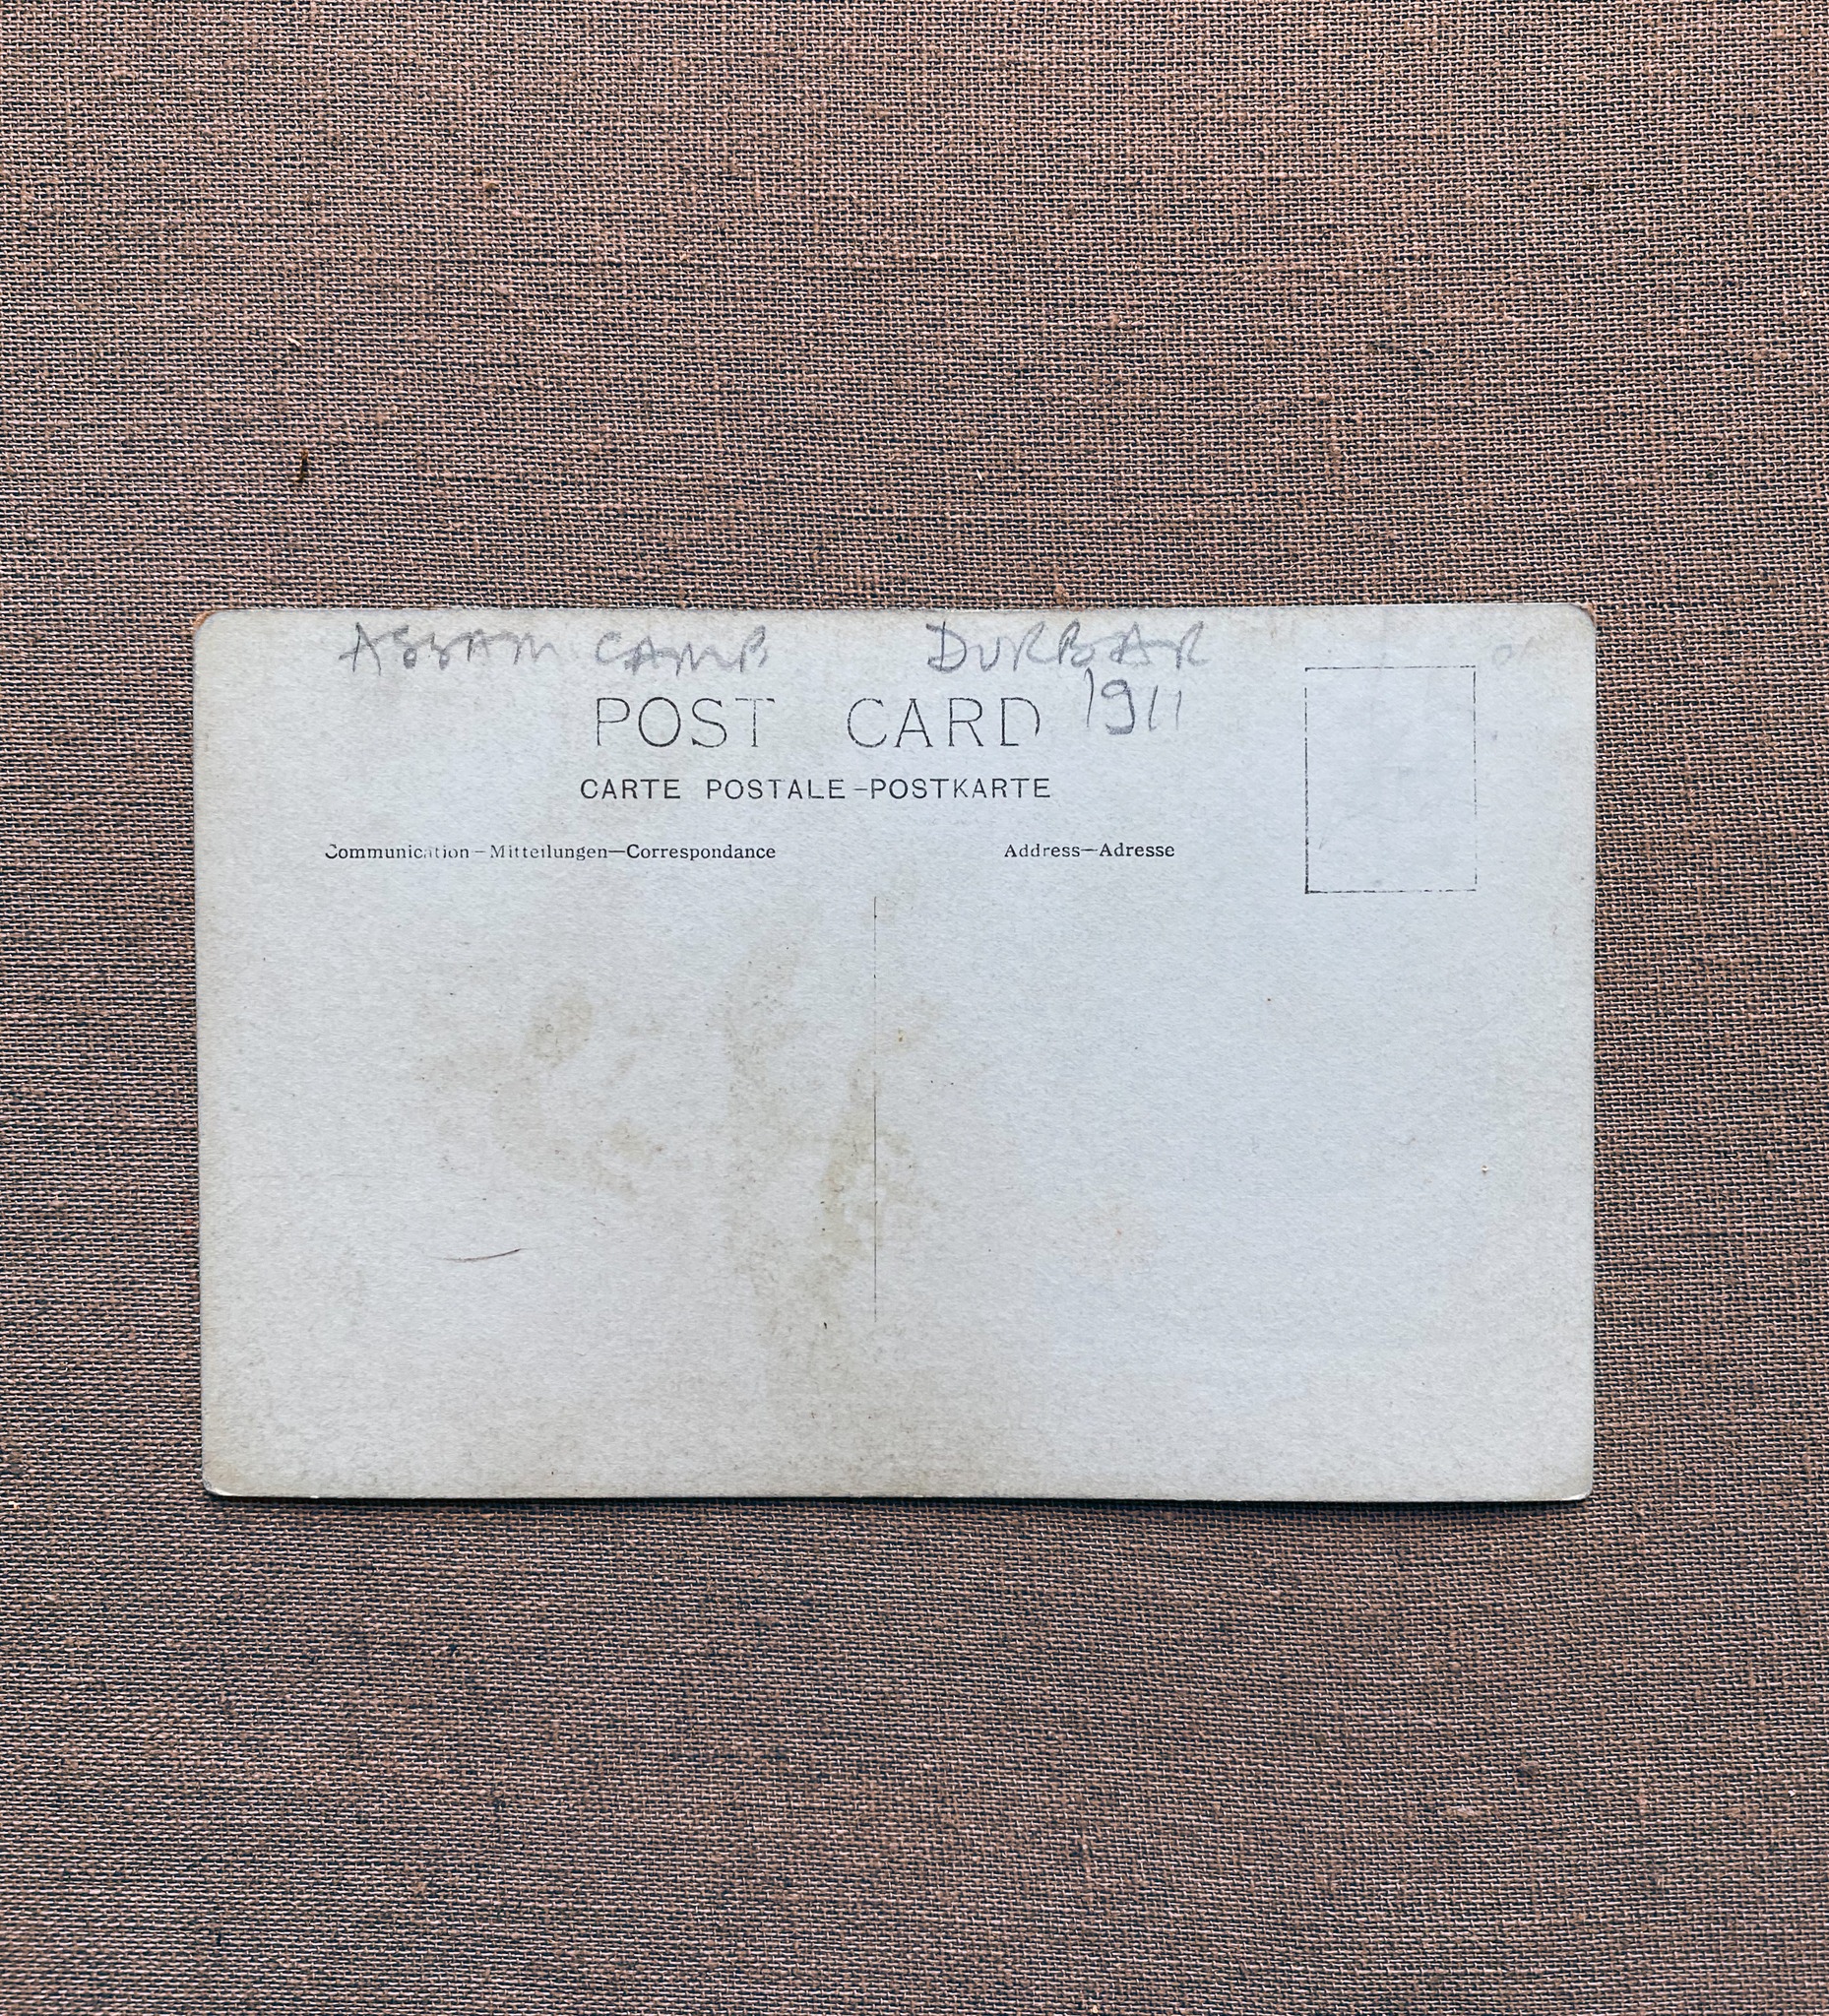 ASSAM CAMP DURBAR
1911
POST CARD
CARTE POSTALE-POSTKARTE
Communication—Mitteilungen—Correspondance
Address—Adresse